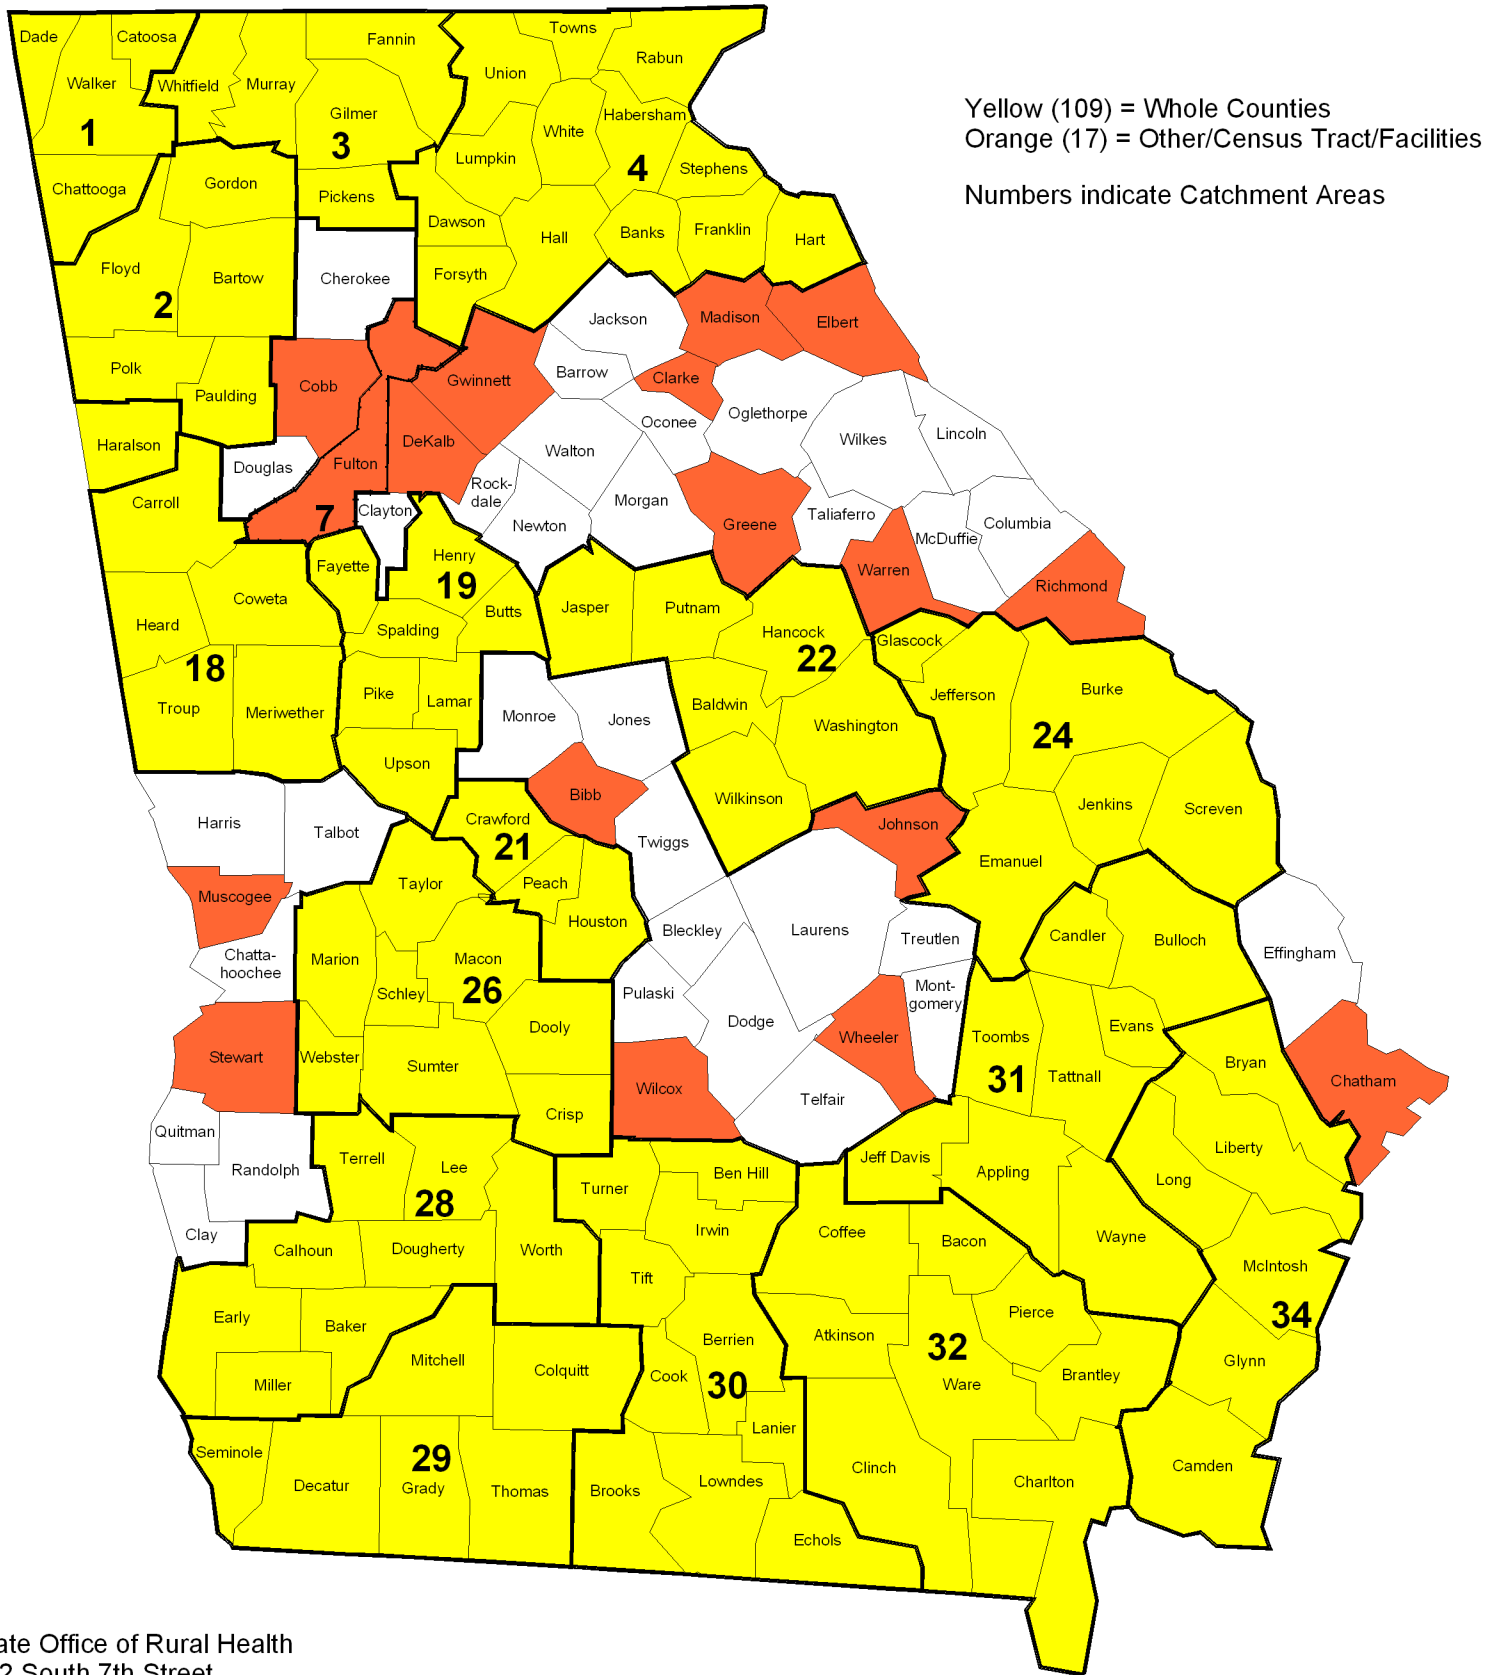 Dade
Catoosa
Fannin
Towns
Rabun
Union
Walker
Whitfield
Murray
Gilmer
White
Habersham
Yellow (109) = Whole Counties
Orange (17) = Other/Census Tract/Facilities
Numbers indicate Catchment Areas
1
3
4
Lumpkin
Stephens
Chattooga
Gordon
Pickens
Dawson
Hall
Banks
Franklin
Hart
Floyd
Bartow
2
Cherokee
Forsyth
Jackson
Madison
Elbert
Polk
Paulding
Cobb
Gwinnett
Barrow
Clarke
Oconee
Oglethorpe
Haralson
Douglas
Fulton
DeKalb
Walton
Wilkes
Lincoln
Carroll
7
Clayton
Rock-
dale
Newton
Morgan
Greene
Taliaferro
McDuffie
Columbia
Fayette
Henry
19
Warren
Richmond
Heard
Coweta
Spalding
Butts
Jasper
Putnam
Hancock
22
Glascock
18
Troup
Meriwether
Pike
Lamar
Monroe
Jones
Baldwin
Washington
Jefferson
Burke
24
Upson
Bibb
Wilkinson
Jenkins
Screven
Harris
Talbot
Crawford
21
Twiggs
Johnson
Emanuel
Muscogee
Taylor
Peach
Houston
Bleckley
Laurens
Treutlen
Candler
Bulloch
Effingham
Chatta-
hoochee
Marion
Schley
Macon
26
Pulaski
Dodge
Mont-
gomery
Stewart
Webster
Sumter
Dooly
Wheeler
Toombs
31
Tattnall
Evans
Bryan
Chatham
Crisp
Wilcox
Telfair
Quitman
Randolph
Terrell
Lee
28
Turner
Ben Hill
Jeff Davis
Appling
Long
Liberty
Clay
Calhoun
Dougherty
Worth
Irwin
Tift
Coffee
Bacon
Wayne
McIntosh
34
Early
Baker
Miller
Mitchell
Colquitt
Cook
Berrien
30
Atkinson
32
Ware
Pierce
Brantley
Glynn
Seminole
Decatur
29
Grady
Thomas
Brooks
Lowndes
Lanier
Echols
Clinch
Charlton
Camden
ate Office of Rural Health
2 South 7th Street